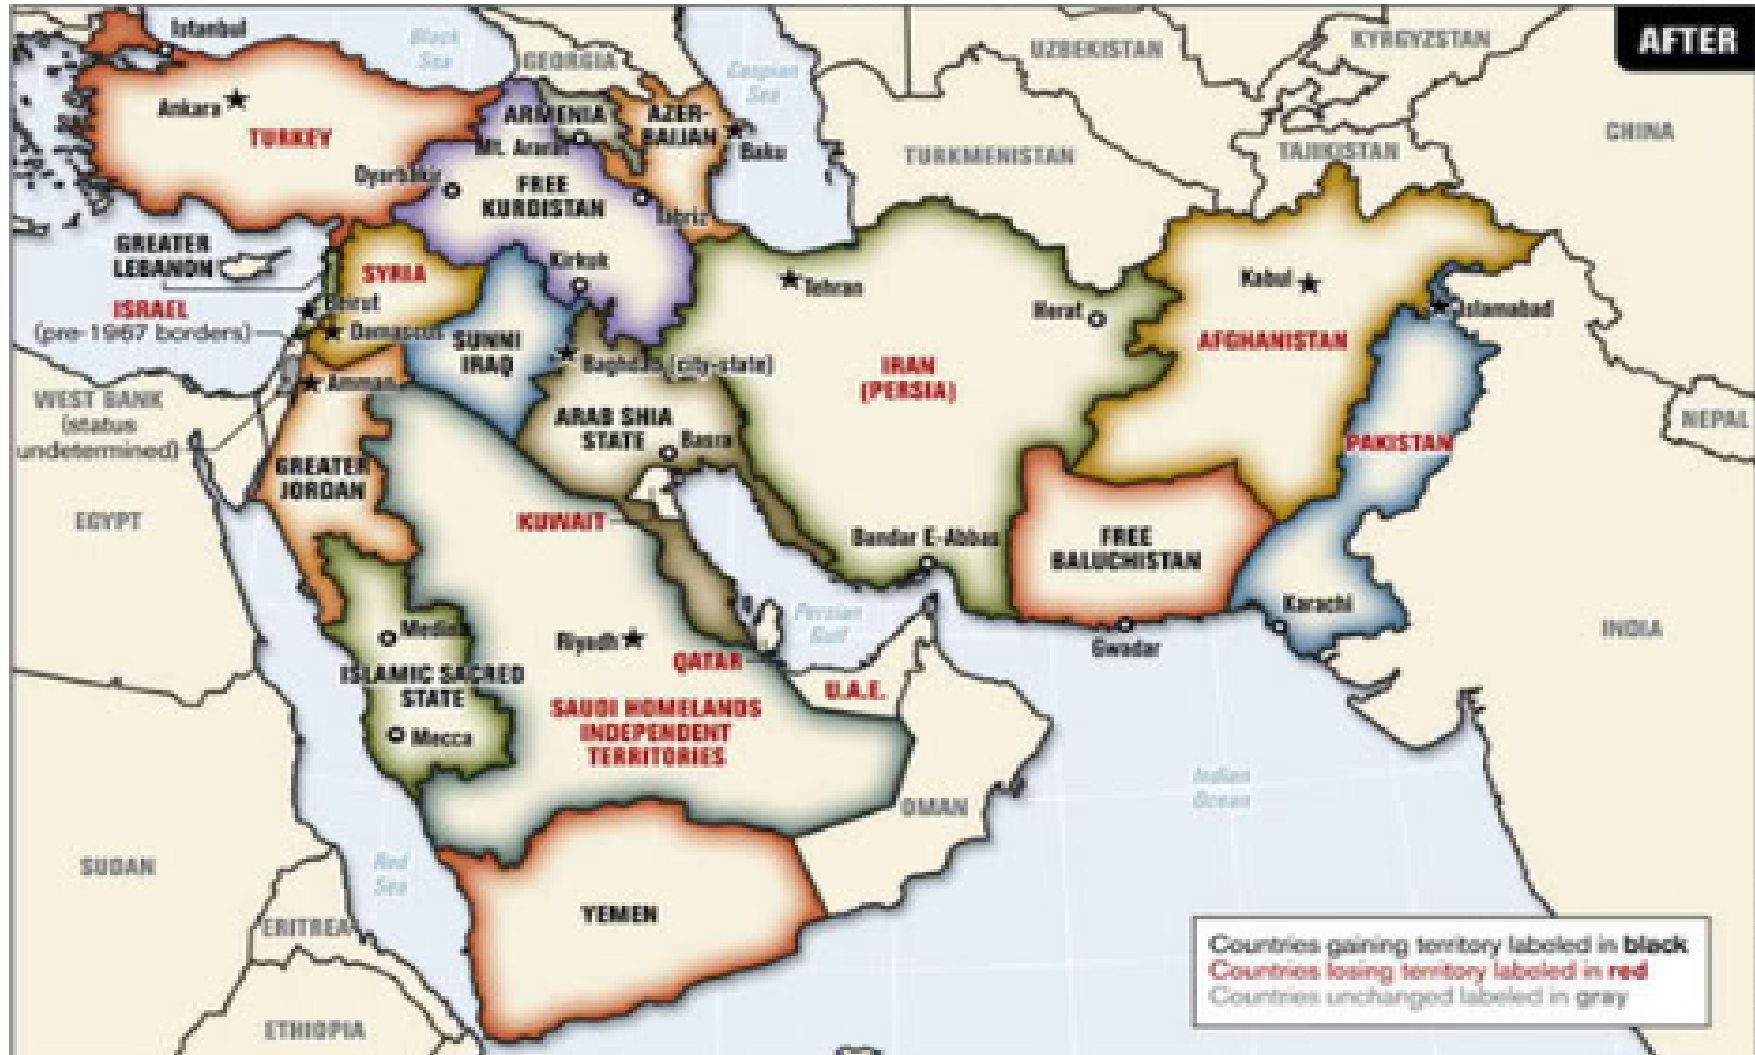 AFTER
Istanbul
Black
Sea
GEORGIA
Caspian
Sea
UZBEKISTAN
KYRGYZSTAN
Ankara
TURKEY
ARMENIA
AZER-
BAIJAN
Baku
Mt. Ararat
TURKMENISTAN
TAJIKISTAN
CHINA
Dyarbakir
FREE
KURDISTAN
Tabriz
GREATER
LEBANON
SYRIA
Kirkuk
Tehran
Herat
Kabul
Islamabad
ISRAEL
(pre-1967 borders)
Beirut
Damascus
SUNNI
IRAQ
Baghdad (city-state)
IRAN
(PERSIA)
AFGHANISTAN
WEST BANK
(status
undetermined)
Amman
ARAB SHIA
STATE
Basra
PAKISTAN
NEPAL
GREATER
JORDAN
EGYPT
KUWAIT
Bandar E-Abbas
FREE
BALUCHISTAN
Karachi
Persian
Gulf
Gwadar
INDIA
Medina
Riyadh
QATAR
ISLAMIC SACRED
STATE
U.A.E.
Mecca
SAUDI HOMELANDS
INDEPENDENT
TERRITORIES
Indian
Ocean
OMAN
SUDAN
Red
Sea
ERITREA
YEMEN
ETHIOPIA
Countries gaining territory labeled in black
Countries losing territory labeled in red
Countries unchanged labeled in gray